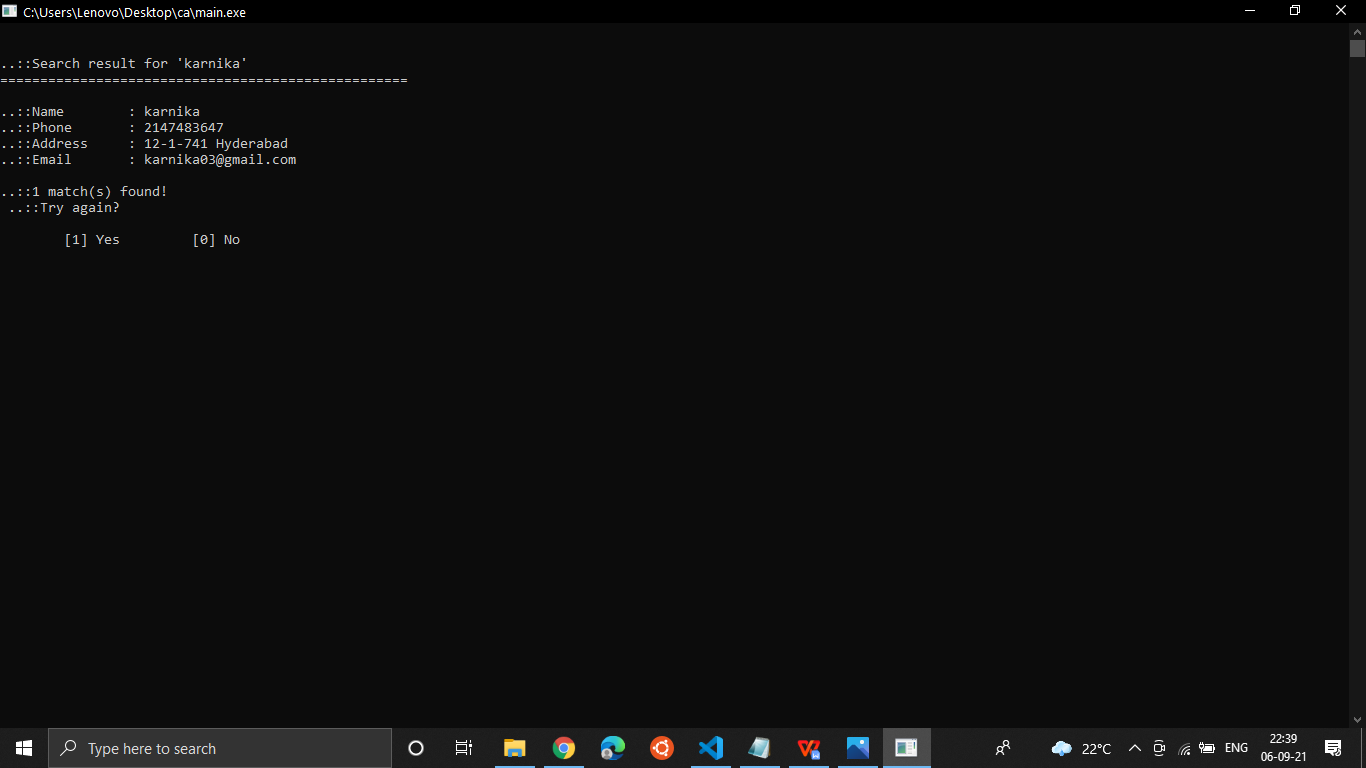 C:\Users\Lenovo\Desktop\ca\main.exe
..::Search result for 'karnika'
===================================================
..::Name        : karnika
..::Phone       : 2147483647
..::Address     : 12-1-741 Hyderabad
..::Email       : karnika03@gmail.com
..::1 match(s) found!
 ..::Try again?
        [1] Yes         [0] No
Type here to search
22°C
ENG
22:39
06-09-21